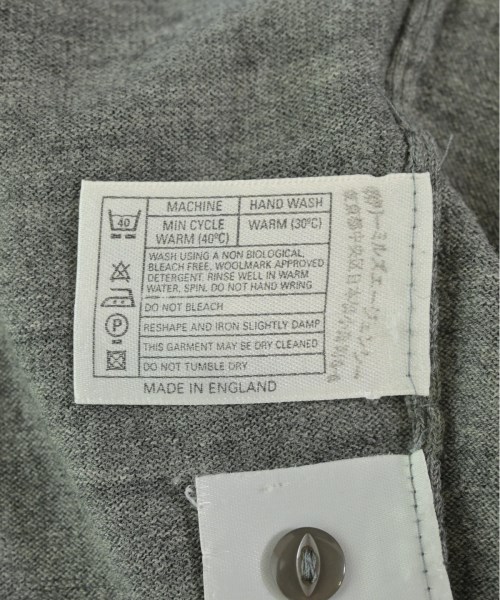 40
MACHINE
HAND WASH
MIN CYCLE
WARM (40ºC)
WARM (30ºC)
WASH USING A NON BIOLOGICAL,
BLEACH FREE, WOOLMARK APPROVED
DETERGENT. RINSE WELL IN WARM
WATER, SPIN. DO NOT HAND WRING
DO NOT BLEACH
P
RESHAPE AND IRON SLIGHTLY DAMP
THIS GARMENT MAY BE DRY CLEANED
DO NOT TUMBLE DRY
MADE IN ENGLAND